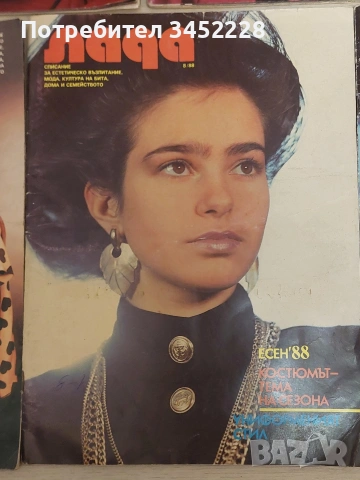 Потребител 3452228
Лада
СПИСАНИЕ
ЗА ЕСТЕТИЧЕСКО ВЪЗПИТАНИЕ,
МОДА, КУЛТУРА НА БИТА,
ДОМА И СЕМЕЙСТВОТО
ЕСЕН'88
КОСТЮМЪТ–
ТЕМА
НА СЕЗОНА
СТИЛ
BAZAR